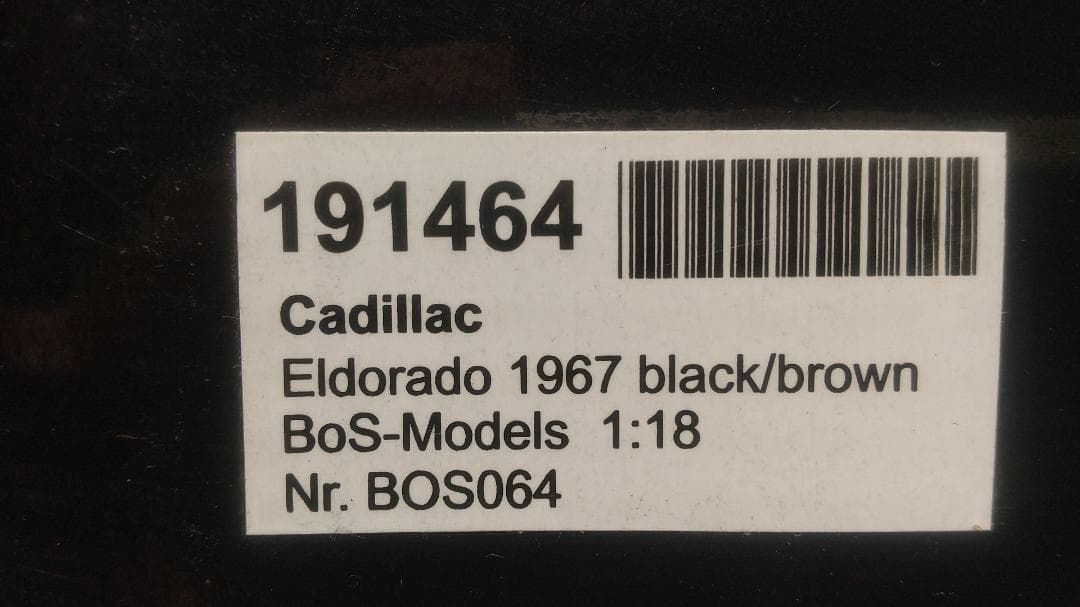 191464
Cadillac
Eldorado 1967 black/brown
BoS-Models 1:18
Nr. BOS064